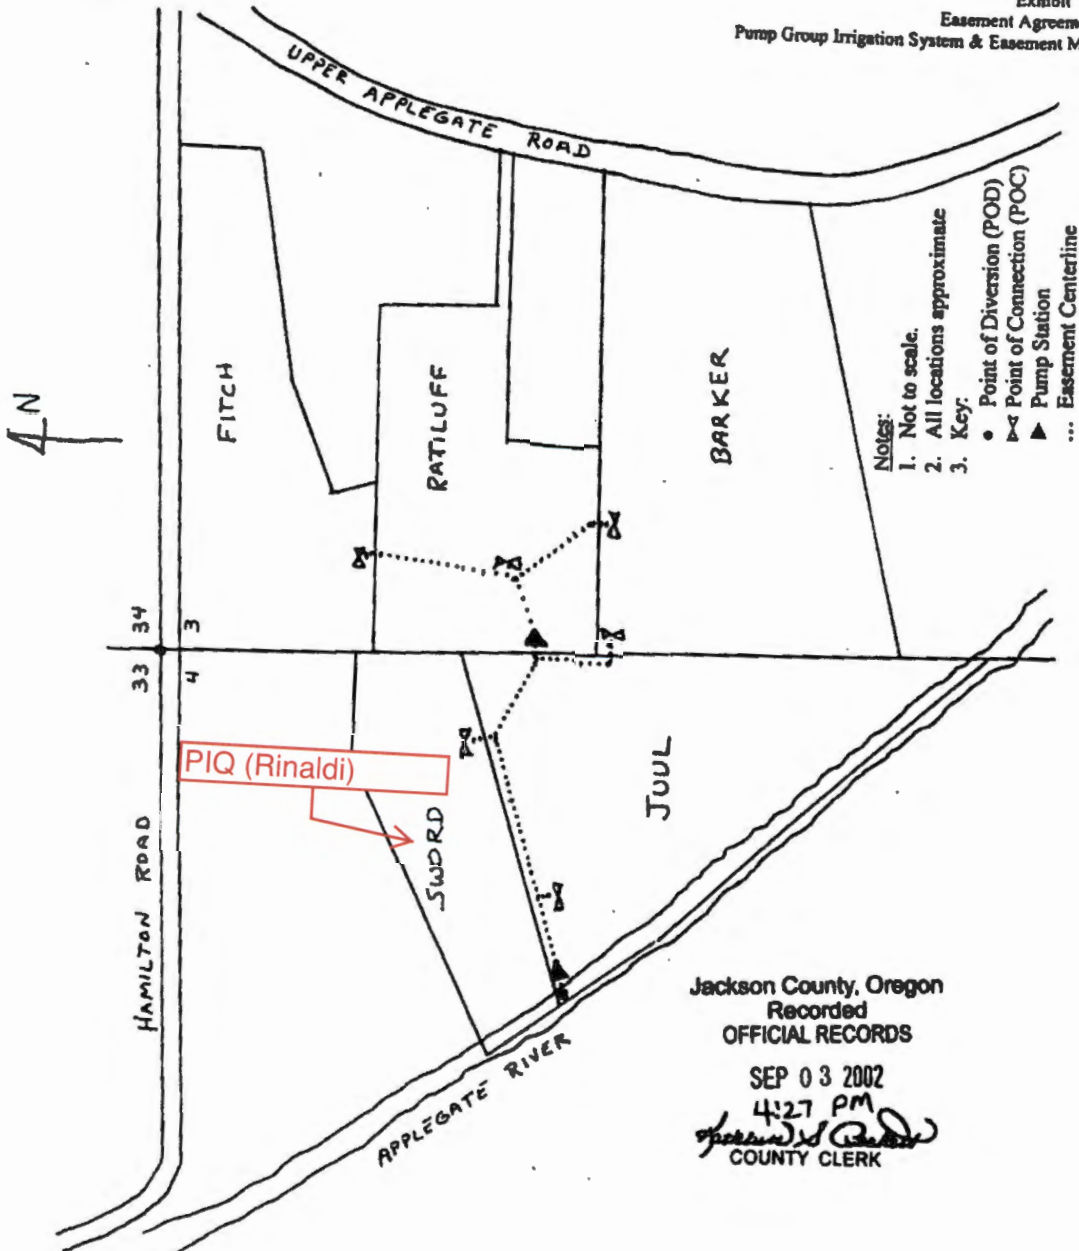 Exhibit
Easement Agreem
Pump Group Irrigation System & Easement M
UPPER APPLEGATE ROAD
N
FITCH
RATILUFF
BARKER
33 34
4 3
HAMILTON ROAD
PIQ (Rinaldi)
SWORD
JUUL
APPLEGATE RIVER
Notes:
1. Not to scale.
2. All locations approximate
3. Key:
• Point of Diversion (POD)
Point of Connection (POC)
▲ Pump Station
... Easement Centerline
Jackson County, Oregon
Recorded
OFFICIAL RECORDS
SEP 03 2002
4:27 PM
COUNTY CLERK